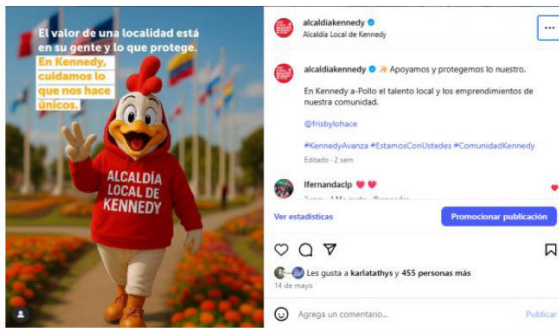 El valor de una localidad está
en su gente y lo que protege.
En Kennedy,
cuidamos lo
que nos hace
únicos.
ALCALDÍA
LOCAL DE
KENNEDY
alcaldiakennedy
Alcaldía Local de Kennedy
alcaldiakennedy ✨ Apoyamos y protegemos lo nuestro.
En Kennedy a-Pollo el talento local y los emprendimientos de
nuestra comunidad.
@frisbylohace
#KennedyAvanza #EstamosConUstedes #ComunidadKennedy
Editado · 2 sem
lfernandaclp ❤️ ❤️
Ver estadísticas
Promocionar publicación
Les gusta a karlatathys y 455 personas más
14 de mayo
Agrega un comentario...
Publicar